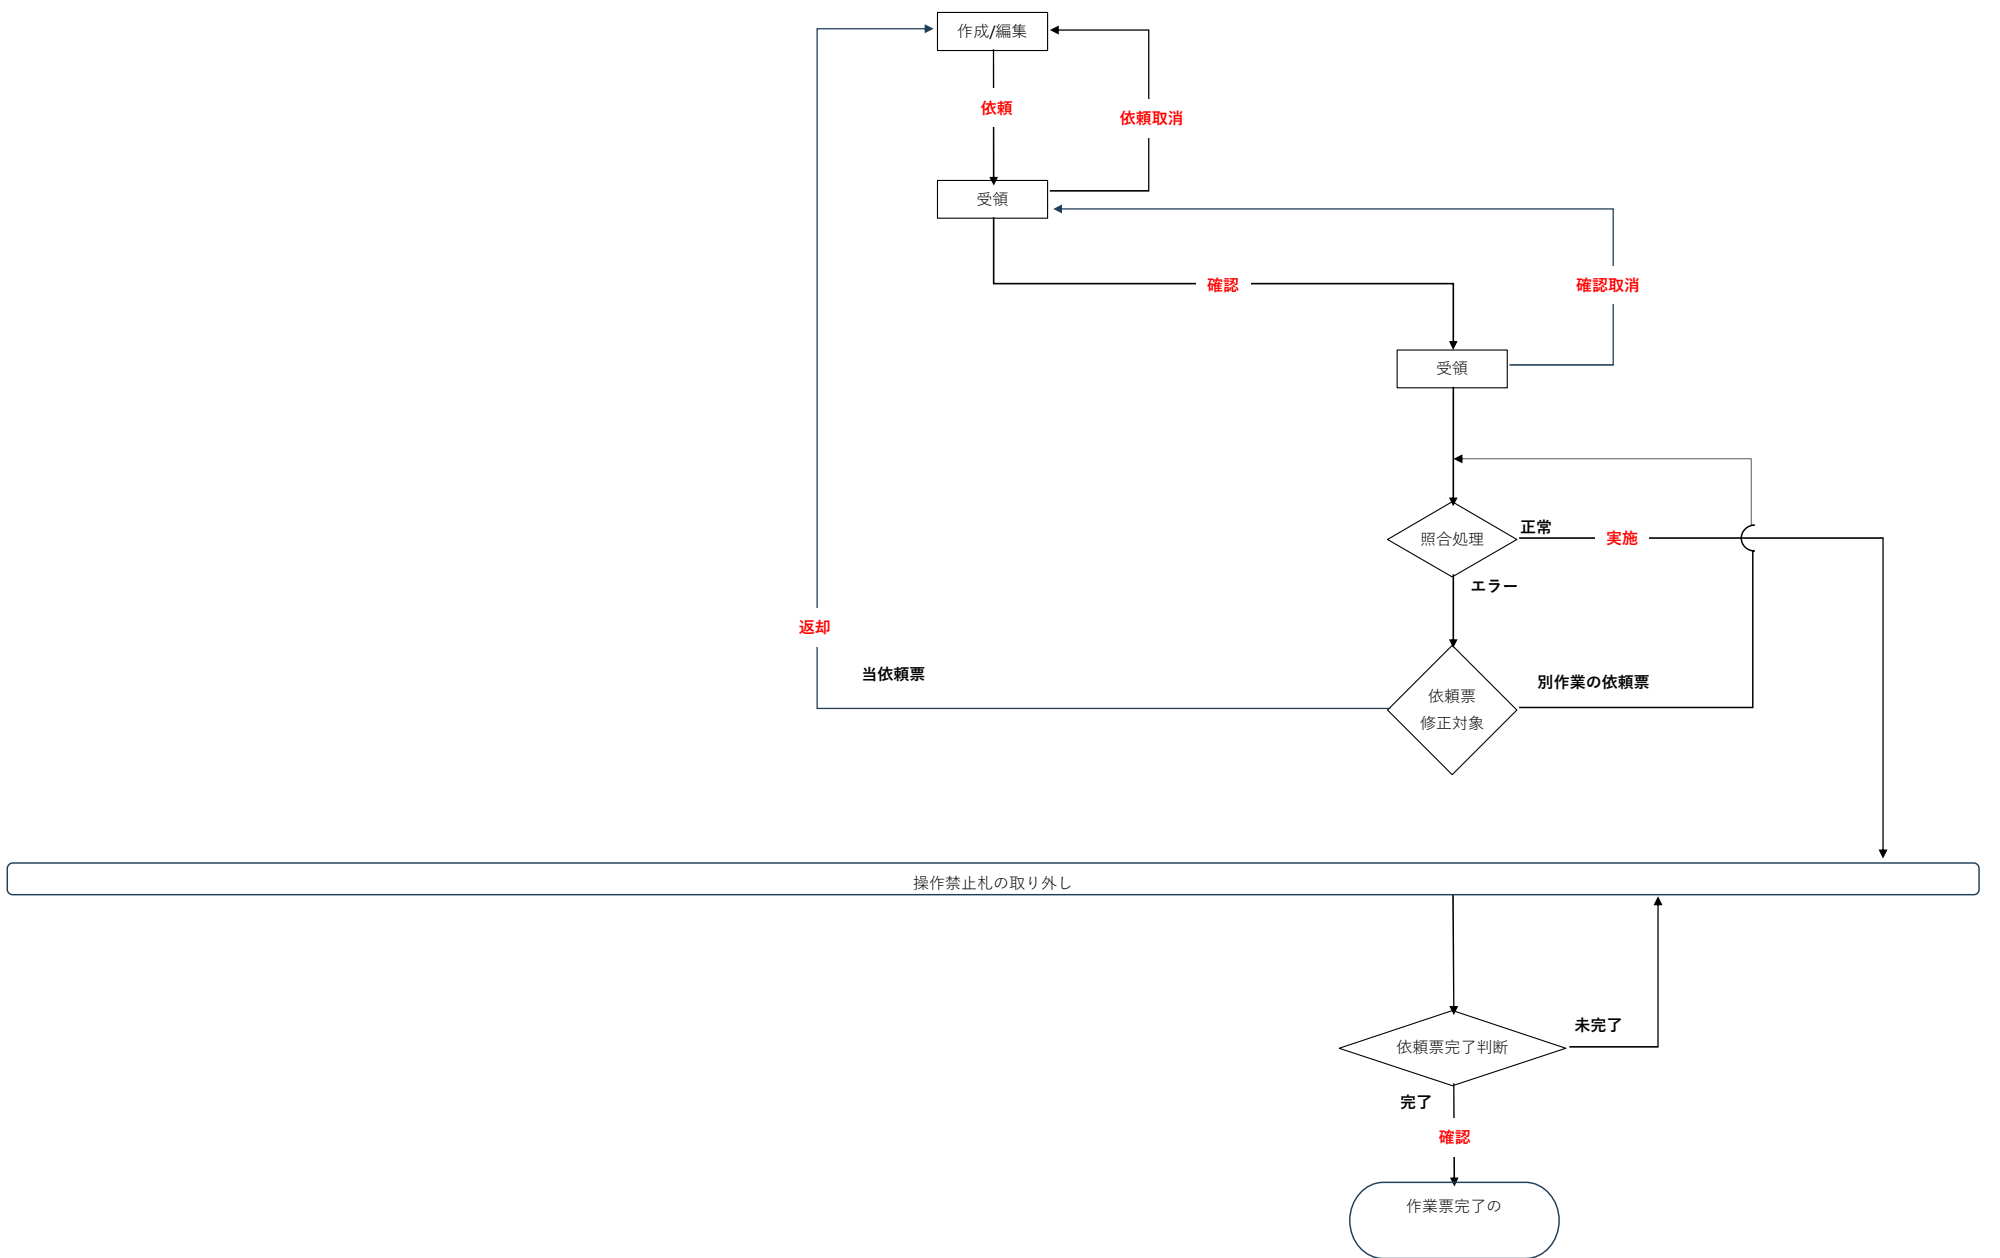 作成/編集
依頼
依頼取消
受領
確認
確認取消
受領
照合処理
正常
実施
エラー
返却
当依頼票
依頼票
修正対象
別作業の依頼票
操作禁止札の取り外し
依頼票完了判断
未完了
完了
確認
作業票完了の